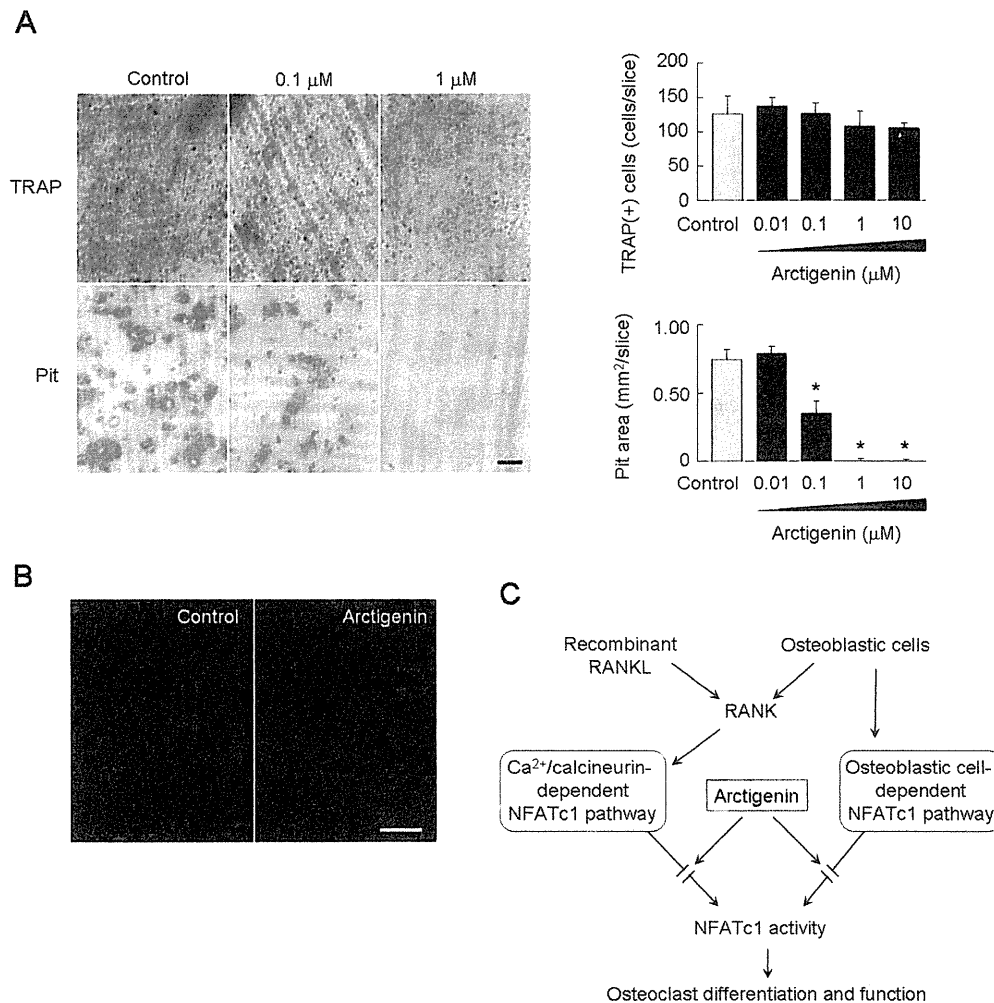 A
Control 0.1 μM 1 μM
TRAP
Pit
TRAP(+) cells (cells/slice)
200
150
100
50
0
Control 0.01 0.1 1 10
Arctigenin (μM)
Pit area (mm²/slice)
1.00
0.50
0
* * *
Control 0.01 0.1 1 10
Arctigenin (μM)
B
Control Arctigenin
C
Recombinant
RANKL
Osteoblastic cells
RANK
Ca²⁺/calcineurin-
dependent
NFATc1 pathway
Arctigenin
Osteoblastic cell-
dependent
NFATc1 pathway
NFATc1 activity
Osteoclast differentiation and function